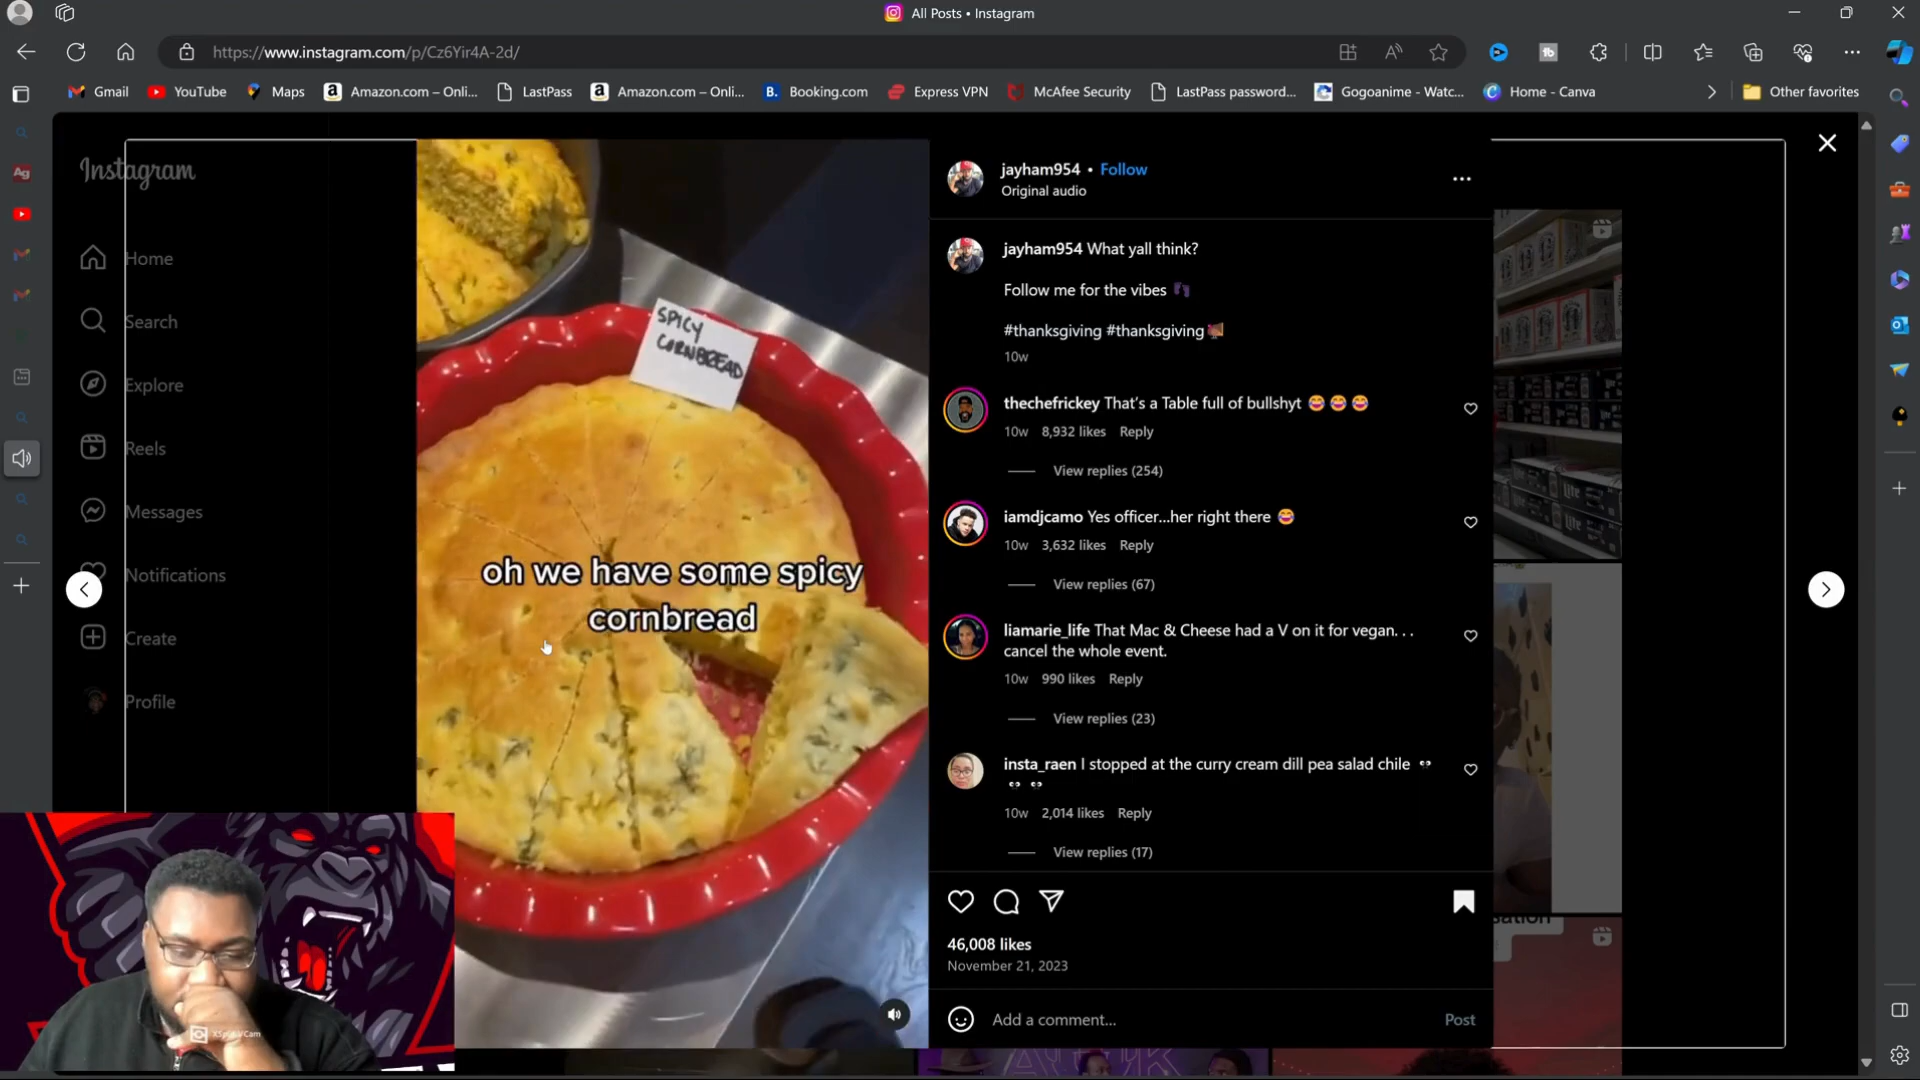 All Posts • Instagram
https://www.instagram.com/p/Cz6Yir4A-2d/
Gmail
YouTube
Maps
Amazon.com – Onli...
LastPass
Amazon.com – Onli...
Booking.com
Express VPN
McAfee Security
LastPass password...
Gogoanime - Watc...
Home - Canva
Other favorites
Instagram
Home
Search
Explore
Reels
Messages
Notifications
Create
Profile
SPICY
CORNBREAD
oh we have some spicy
cornbread
jayham954 • Follow
Original audio
jayham954 What yall think?
Follow me for the vibes 👣
#thanksgiving #thanksgiving🦃
10w
thechefrickey That's a Table full of bullshyt 😂 😂 😂
10w 8,932 likes Reply
View replies (254)
iamdjcamo Yes officer...her right there 😂
10w 3,632 likes Reply
View replies (67)
liamarie_life That Mac & Cheese had a V on it for vegan. . .
cancel the whole event.
10w 990 likes Reply
View replies (23)
insta_raen I stopped at the curry cream dill pea salad chile 👀
👀 👀
10w 2,014 likes Reply
View replies (17)
46,008 likes
November 21, 2023
Add a comment...
Post